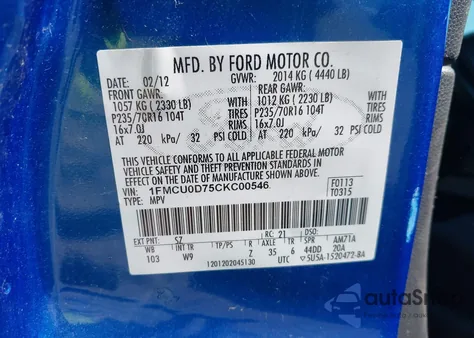 MFD. BY FORD MOTOR CO.
DATE: 02/12 GVWR: 2014 KG ( 4440 LB)
FRONT GAWR: REAR GAWR:
1057 KG ( 2330 LB) WITH 1012 KG ( 2230 LB) WITH
P235/70R16 104T TIRES P235/70R16 104T TIRES
16x7.0J RIMS 16x7.0J RIMS
AT 220 kPa/ 32 PSI COLD AT 220 kPa/ 32 PSI COLD
THIS VEHICLE CONFORMS TO ALL APPLICABLE FEDERAL MOTOR
VEHICLE SAFETY AND THEFT PREVENTION STANDARDS IN EFFECT
ON THE DATE OF MANUFACTURE SHOWN ABOVE.
VIN: 1FMCU0D75CKC00546 F0113
TYPE: MPV T0315
EXT PNT: SZ RC: 21 DSO:
WB INT TR TP/PS R AXLE TR SPR AM71A
103 W9 Z 35 6 44DD 20A
1201202045130 UTC 5U5A-1520472-BA